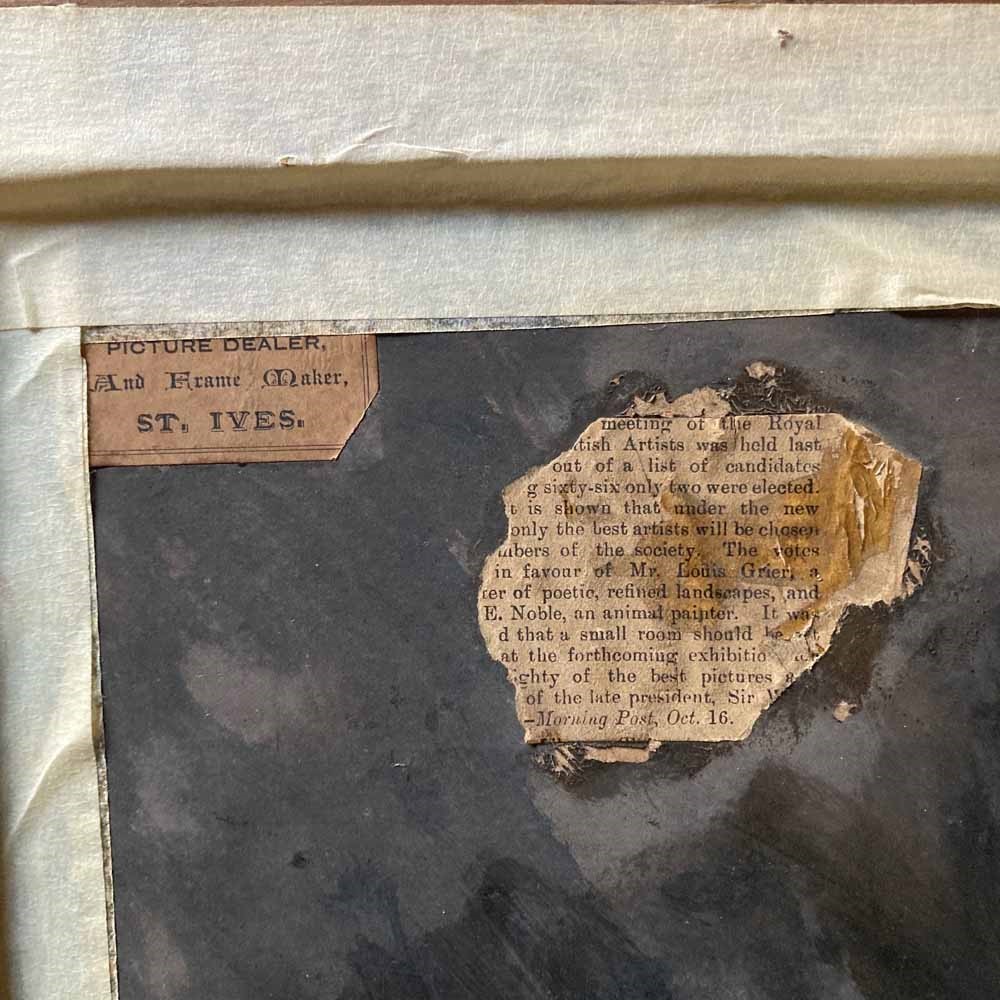 PICTURE DEALER,
And Frame Maker,
ST. IVES.
meeting of the Royal
tish Artists was held last
out of a list of candidates
g sixty-six only two were elected.
t is shown that under the new
only the best artists will be chosen
mbers of the society. The votes
in favour of Mr. Louis Grier, a
ter of poetic, refined landscapes, and
E. Noble, an animal painter. It was
d that a small room should be
at the forthcoming exhibitio
ighty of the best pictures
of the late president, Sir
—Morning Post, Oct. 16.